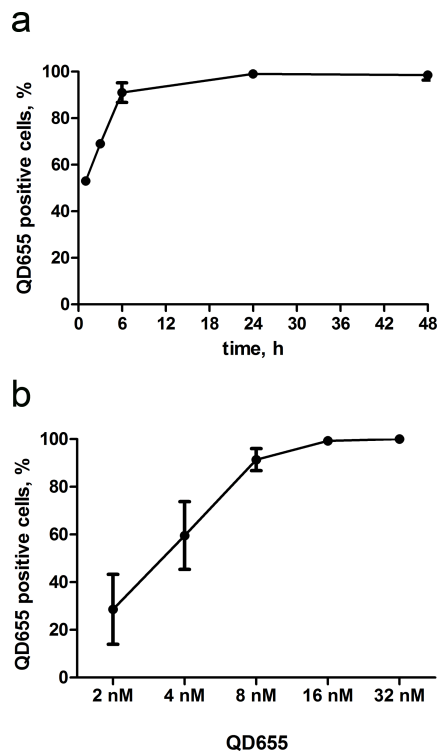 a
QD655 positive cells, %
100
80
60
40
20
0
0 6 12 18 24 30 36 42 48
time, h
b
QD655 positive cells, %
100
80
60
40
20
0
2 nM 4 nM 8 nM 16 nM 32 nM
QD655